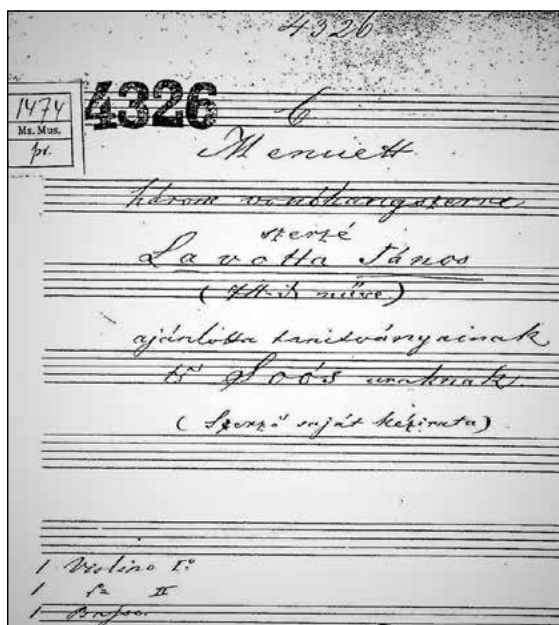 4326
1474
Ms. Mus.
pr.
4326
6
Menuett
három vonóhangszerre
szerzé
Lavotta János
( mű
ajánlotta tanítványainak
Soós uraknak.
(Szerző saját kézirata)
1 Violino I°
1 II
1 Basso.